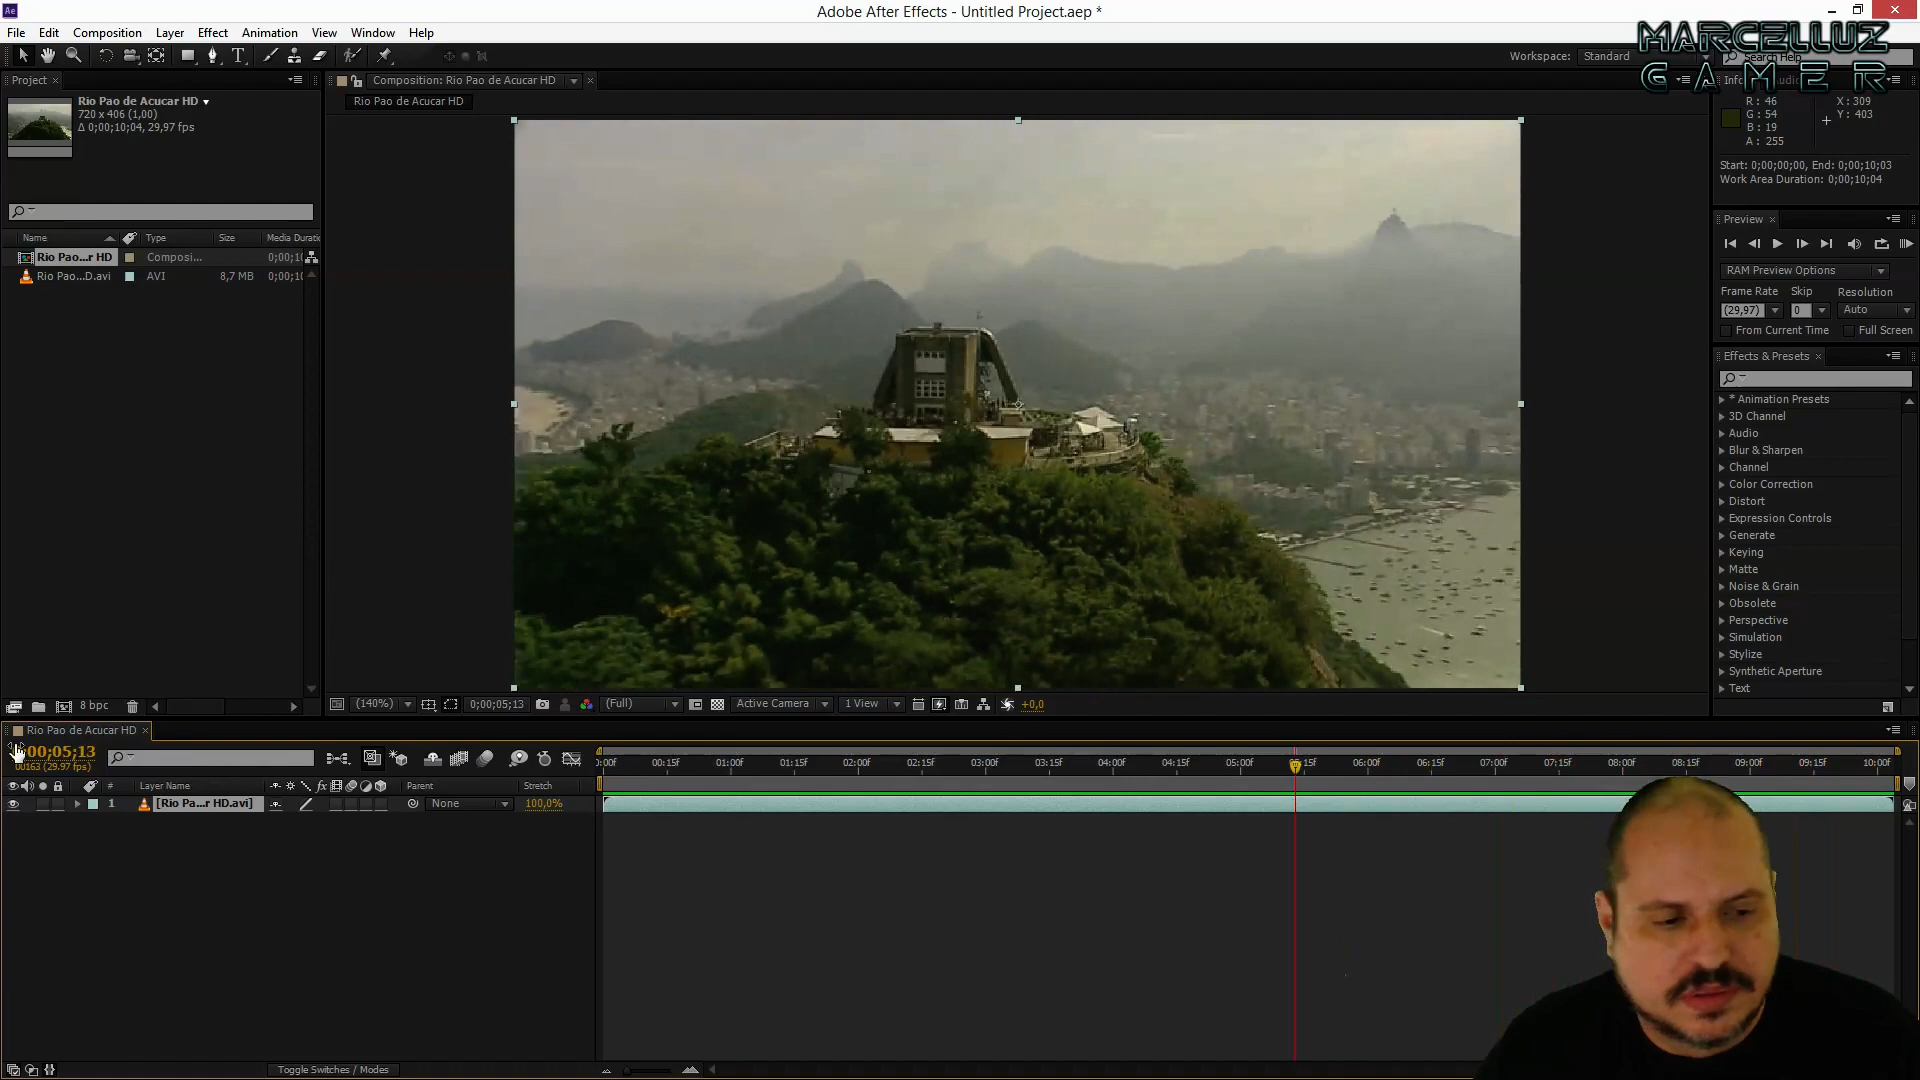 Adobe After Effects - Untitled Project.aep *
File Edit Composition Layer Effect Animation View Window Help
MARCELLUZ
GAMER
Workspace: Standard
Search Help
Project
Rio Pao de Acucar HD
720 x 406 (1,00)
Δ 0;00;10;04, 29,97 fps
Name Type Size Media Durati
Rio Pao...r HD Composi... 0;00;1
Rio Pao...D.avi AVI 8,7 MB 0;00;1
8 bpc
Composition: Rio Pao de Acucar HD
Rio Pao de Acucar HD
(140%) 0;00;05;13 (Full) Active Camera 1 View +0,0
R : 46
G : 54
B : 19
A : 255
X : 309
Y : 403
Start: 0;00;00;00, End: 0;00;10;03
Work Area Duration: 0;00;10;04
Preview
RAM Preview Options
Frame Rate Skip Resolution
(29,97) 0 Auto
From Current Time Full Screen
Effects & Presets
* Animation Presets
3D Channel
Audio
Blur & Sharpen
Channel
Color Correction
Distort
Expression Controls
Generate
Keying
Matte
Noise & Grain
Obsolete
Perspective
Simulation
Stylize
Synthetic Aperture
Text
Rio Pao de Acucar HD
00;05;13
00163 (29.97 fps)
# Layer Name Parent Stretch
1 [Rio Pa...r HD.avi] None 100,0%
:00f 00:15f 01:00f 01:15f 02:00f 02:15f 03:00f 03:15f 04:00f 04:15f 05:00f 15f 06:00f 06:15f 07:00f 07:15f 08:00f 08:15f 09:00f 09:15f 10:00f
Toggle Switches / Modes